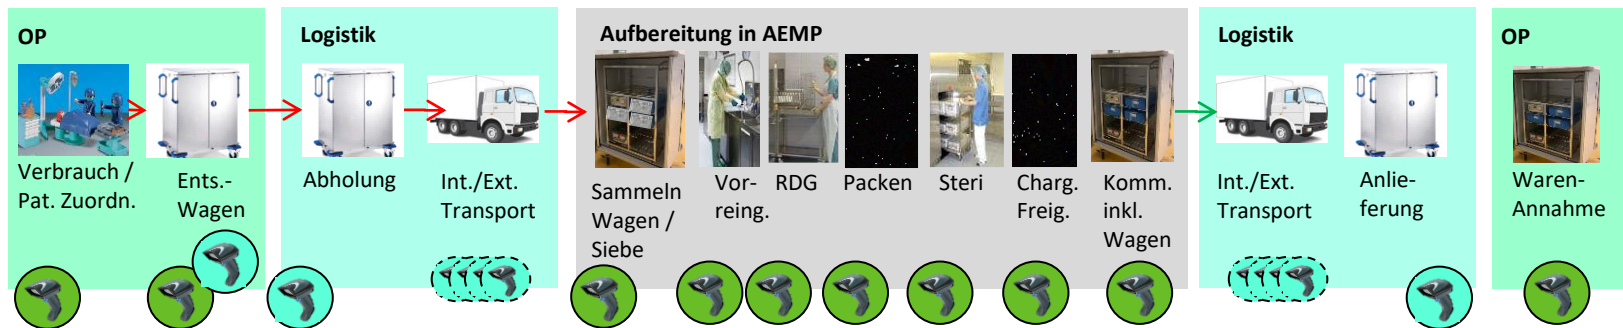 OP
Verbrauch /
Pat. Zuordn.
Ents.-
Wagen
Logistik
Abholung
Int./Ext.
Transport
Aufbereitung in AEMP
Sammeln
Wagen /
Siebe
Vor-
reing.
RDG
Packen
Steri
Charg.
Freig.
Komm.
inkl.
Wagen
Logistik
Int./Ext.
Transport
Anlie-
ferung
OP
Waren-
Annahme